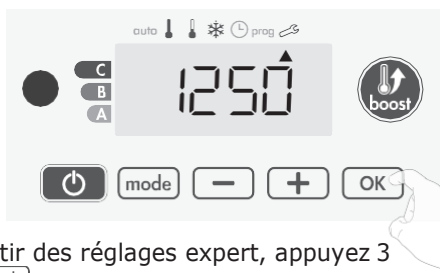 auto prog
C
B
A
1250
boost
mode
OK
tir des réglages expert, appuyez 3